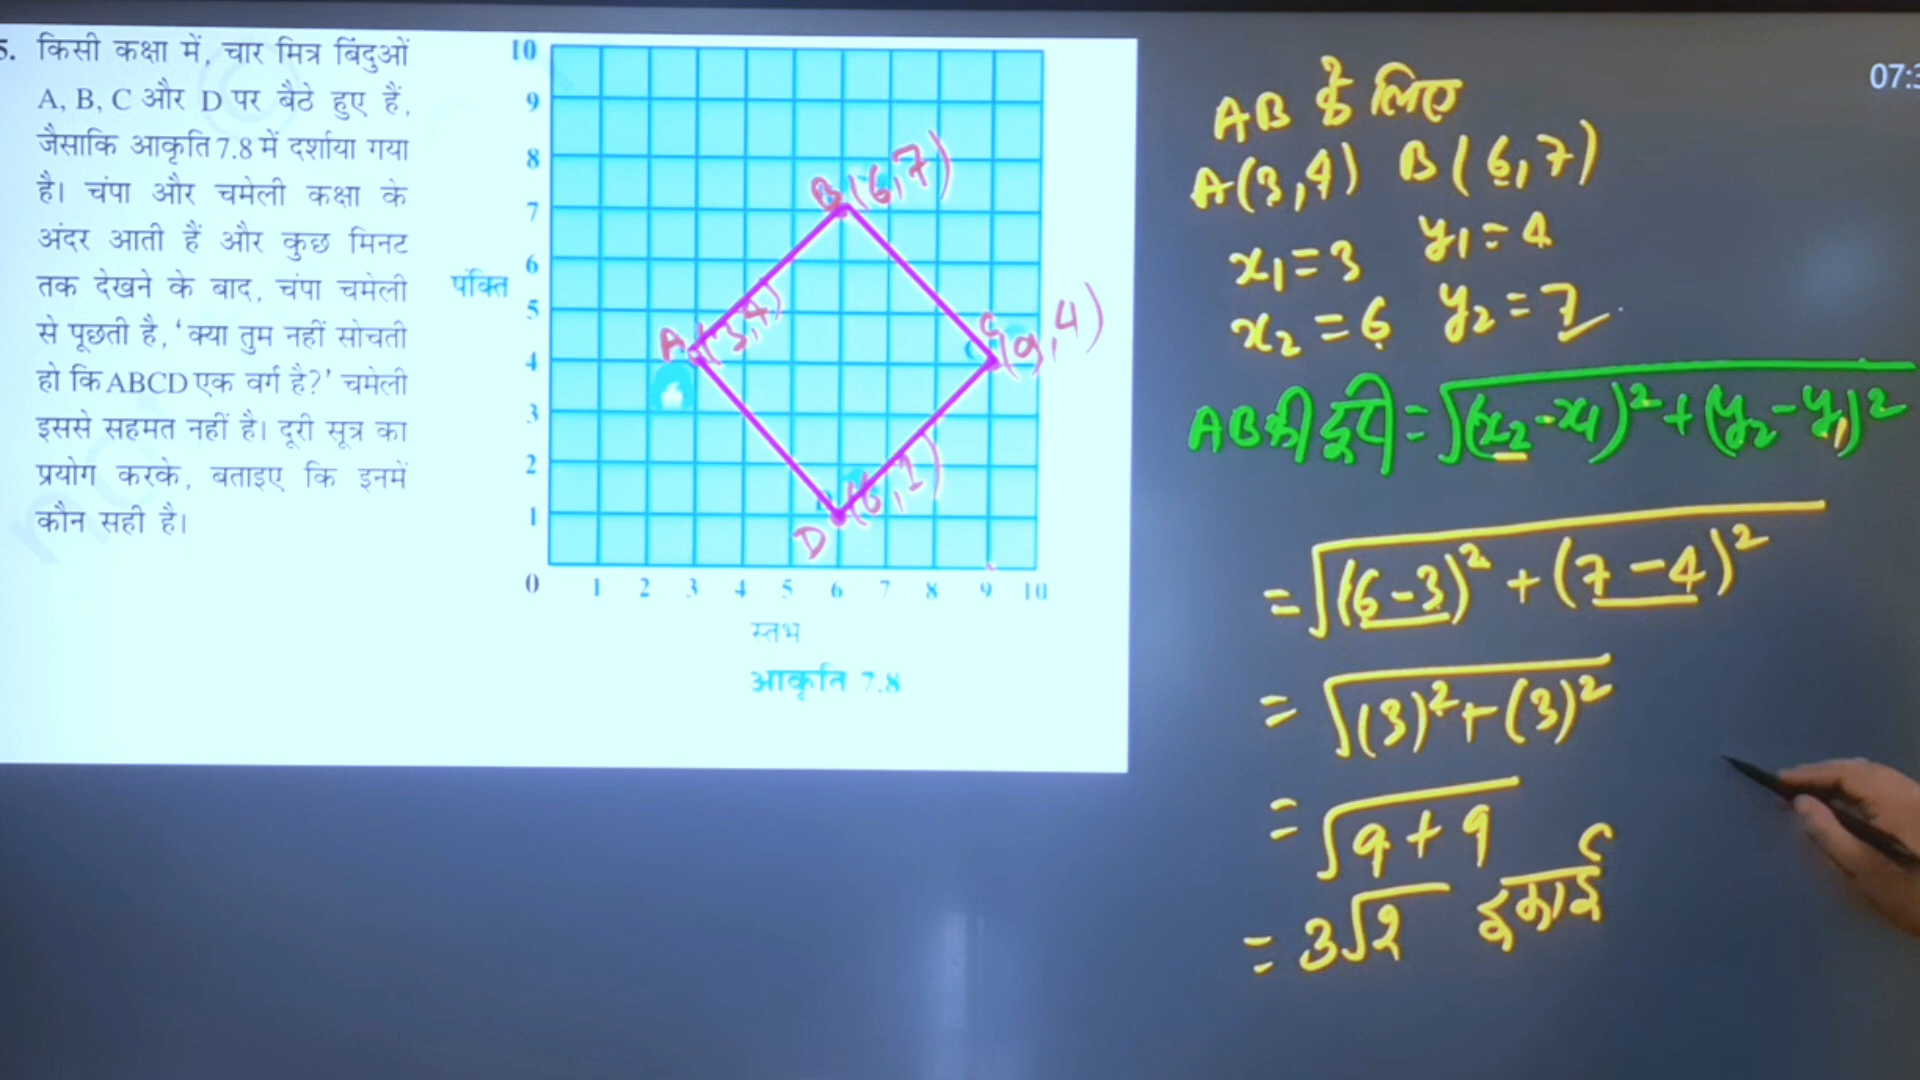 5. किसी कक्षा में, चार मित्र बिंदुओं
A, B, C और D पर बैठे हुए हैं,
जैसाकि आकृति 7.8 में दर्शाया गया
है। चंपा और चमेली कक्षा के
अंदर आती हैं और कुछ मिनट
तक देखने के बाद, चंपा चमेली
से पूछती है, ‘क्या तुम नहीं सोचती
हो कि ABCD एक वर्ग है?’ चमेली
इससे सहमत नहीं है। दूरी सूत्र का
प्रयोग करके, बताइए कि इनमें
कौन सही है।
10
9
8
7
6
5
4
3
2
1
0
पंक्ति
B(6,7)
A(3,4)
C(9,4)
D(6,1)
1 2 3 4 5 6 7 8 9 10
स्तंभ
आकृति 7.8
07:3
AB के लिए
A(3,4) B(6,7)
x₁=3 y₁=4
x₂=6 y₂=7
AB की दूरी = √(x₂-x₁)²+(y₂-y₁)²
= √(6-3)²+(7-4)²
= √(3)²+(3)²
= √9+9
= 3√2 इकाई